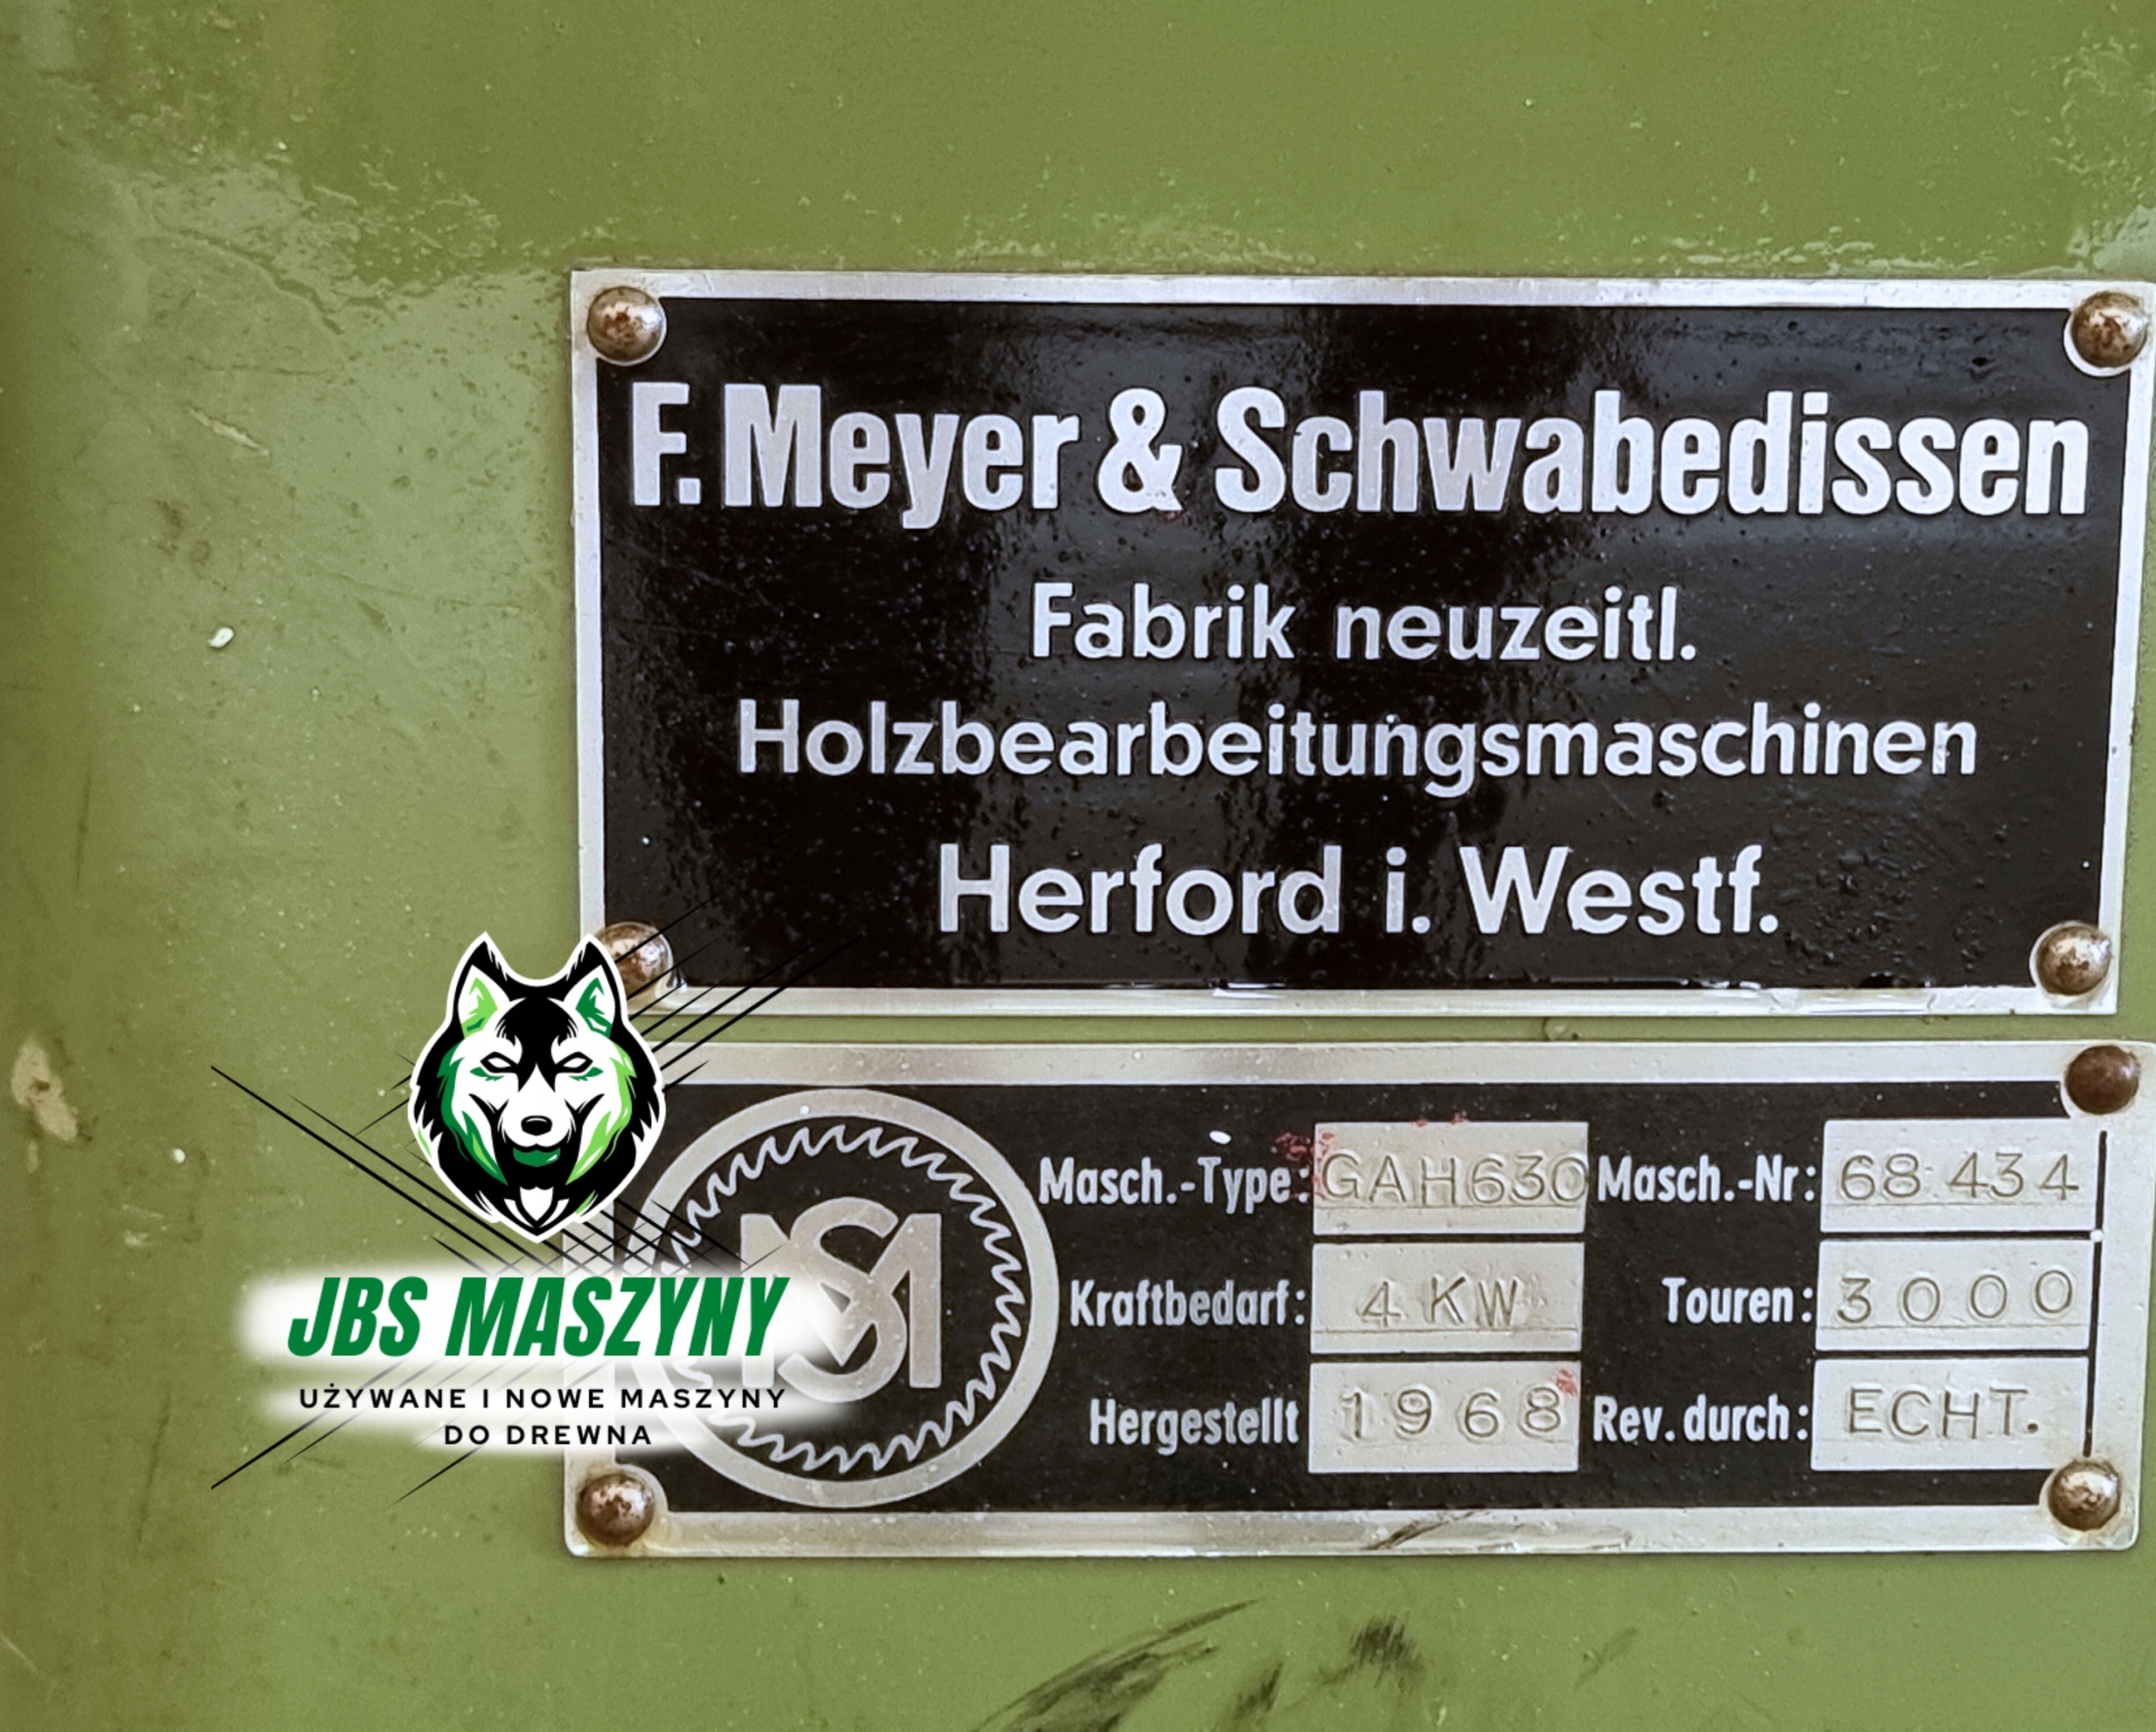 F. Meyer & Schwabedissen
Fabrik neuzeitl.
Holzbearbeitungsmaschinen
Herford i. Westf.
MS
Masch.-Type: GAH630 Masch.-Nr: 68 434
Kraftbedarf: 4 KW Touren: 3000
Hergestellt 1968 Rev. durch: ECHT.
JBS MASZYNY
UŻYWANE I NOWE MASZYNY
DO DREWNA